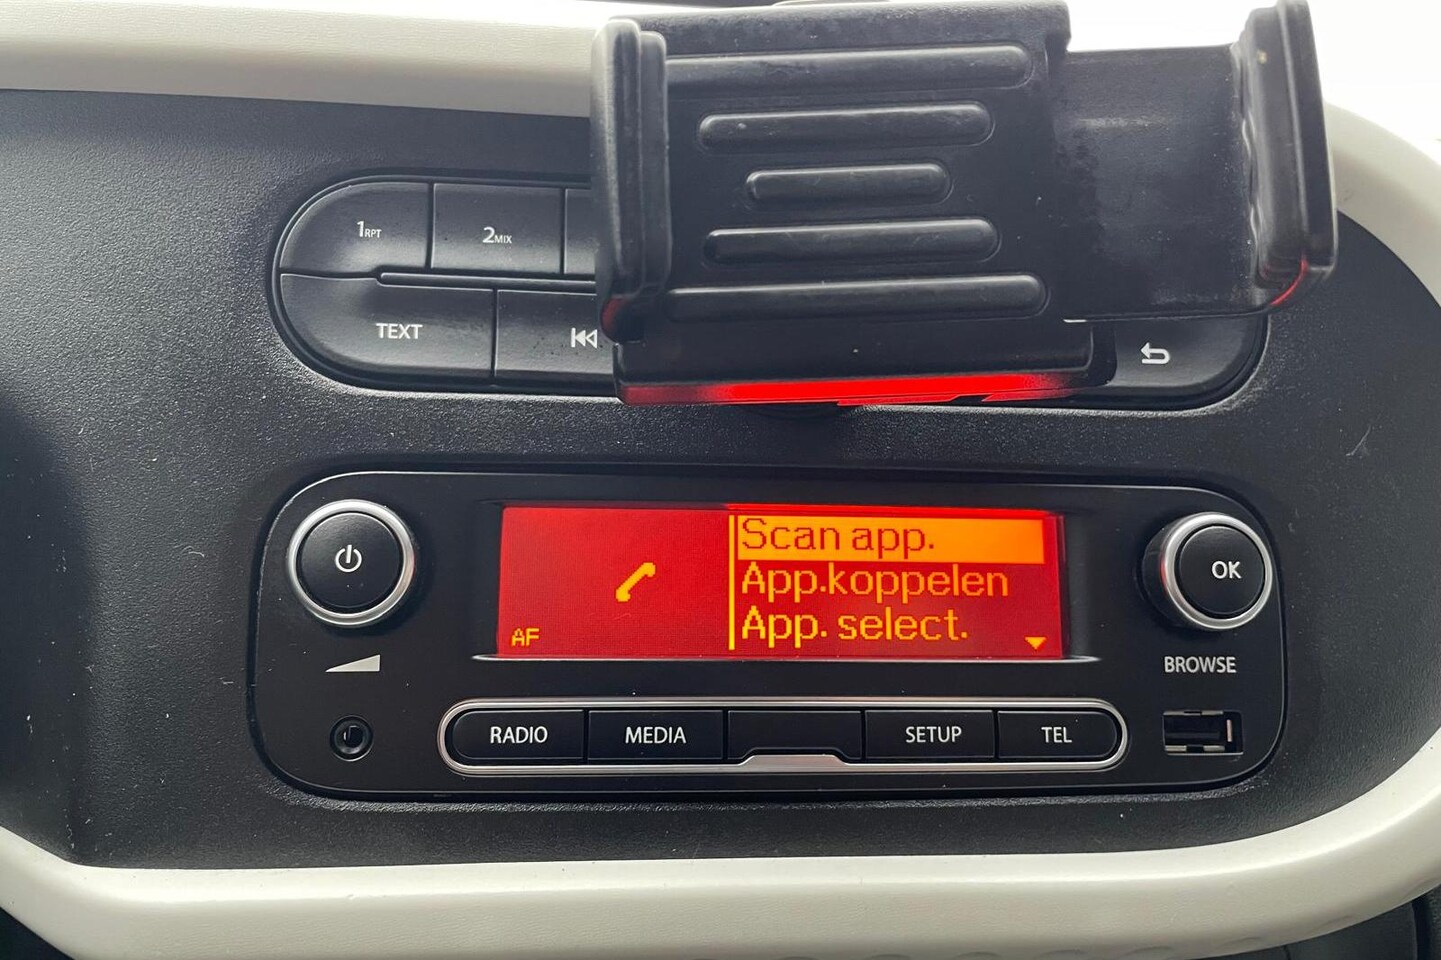 1RPT
2MIX
TEXT
Scan app.
App.koppelen
App. select.
AF
OK
BROWSE
RADIO
MEDIA
SETUP
TEL